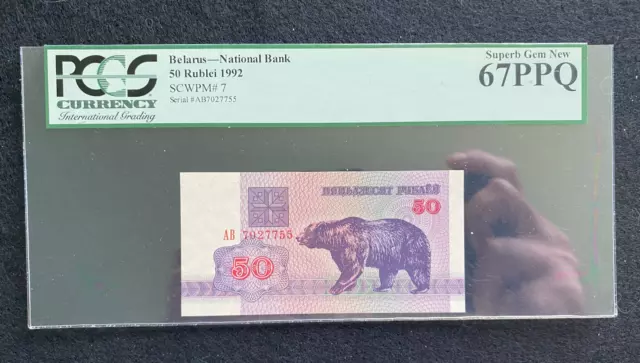 PCGS
CURRENCY
International Grading
Belarus—National Bank
50 Rublei 1992
SCWPM# 7
Serial #AB7027755
Superb Gem New
67PPQ
ПЯЦЬДЗЕСЯТ РУБЛЁЎ
50
АВ 7027755
50